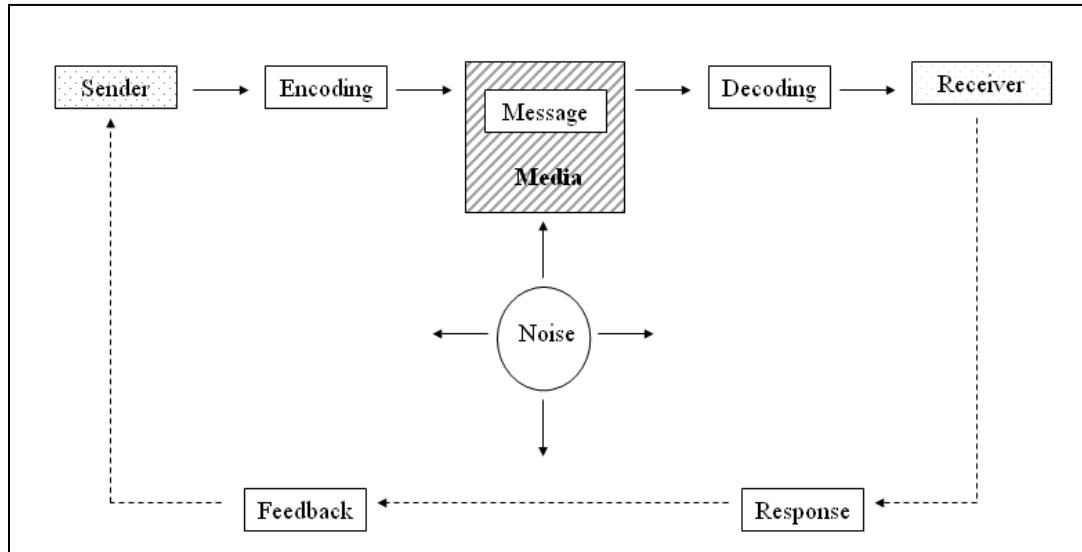 Sender
Encoding
Message
Media
Decoding
Receiver
Noise
Feedback
Response